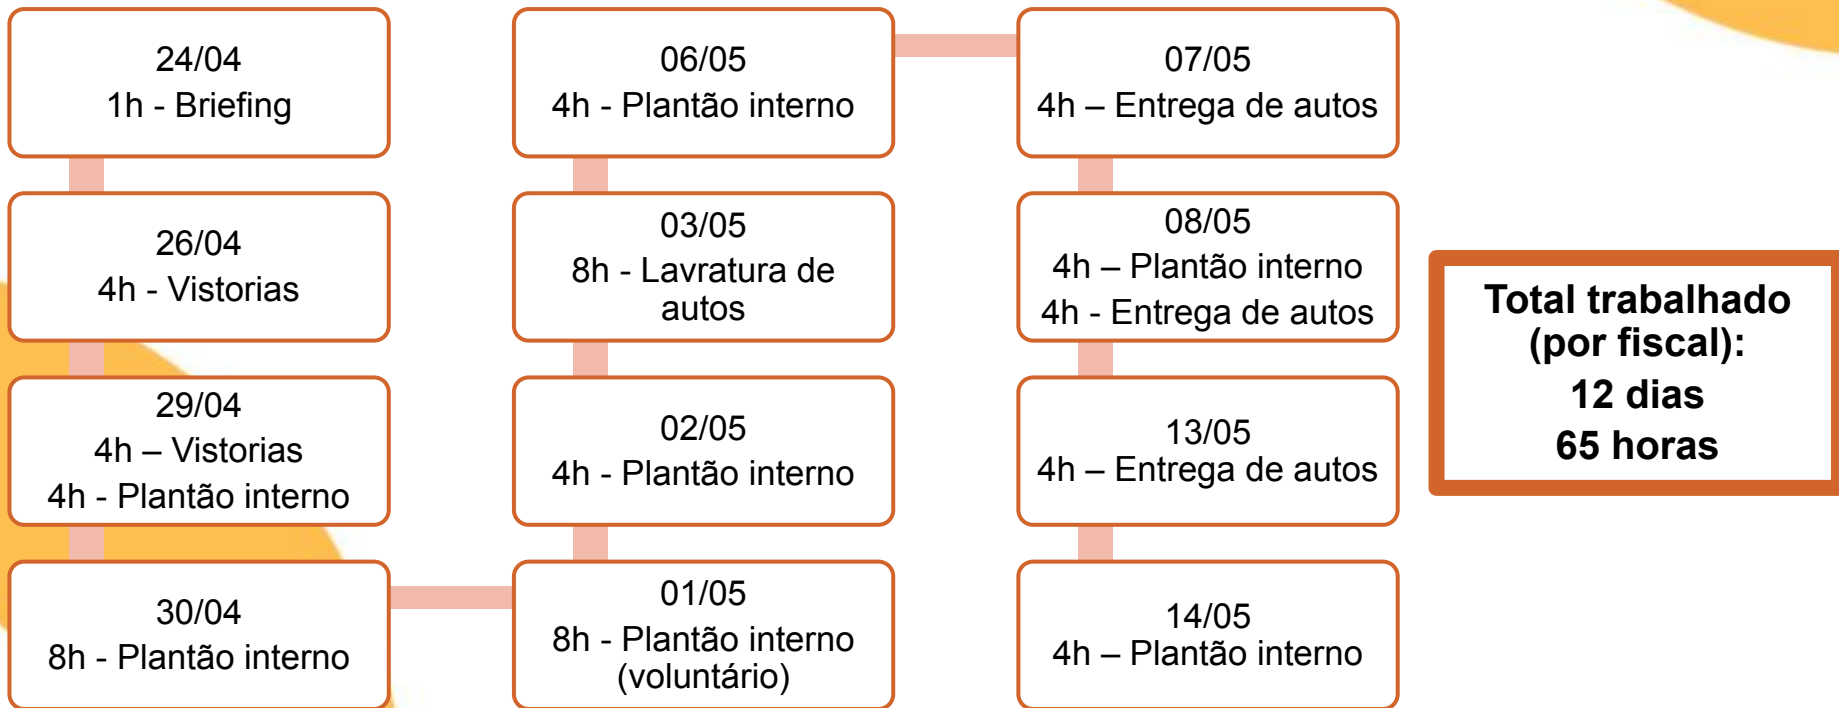 24/04
1h - Briefing
26/04
4h - Vistorias
29/04
4h – Vistorias
4h - Plantão interno
30/04
8h - Plantão interno
01/05
8h - Plantão interno
(voluntário)
02/05
4h - Plantão interno
03/05
8h - Lavratura de
autos
06/05
4h - Plantão interno
07/05
4h – Entrega de autos
08/05
4h – Plantão interno
4h - Entrega de autos
13/05
4h – Entrega de autos
14/05
4h – Plantão interno
Total trabalhado
(por fiscal):
12 dias
65 horas